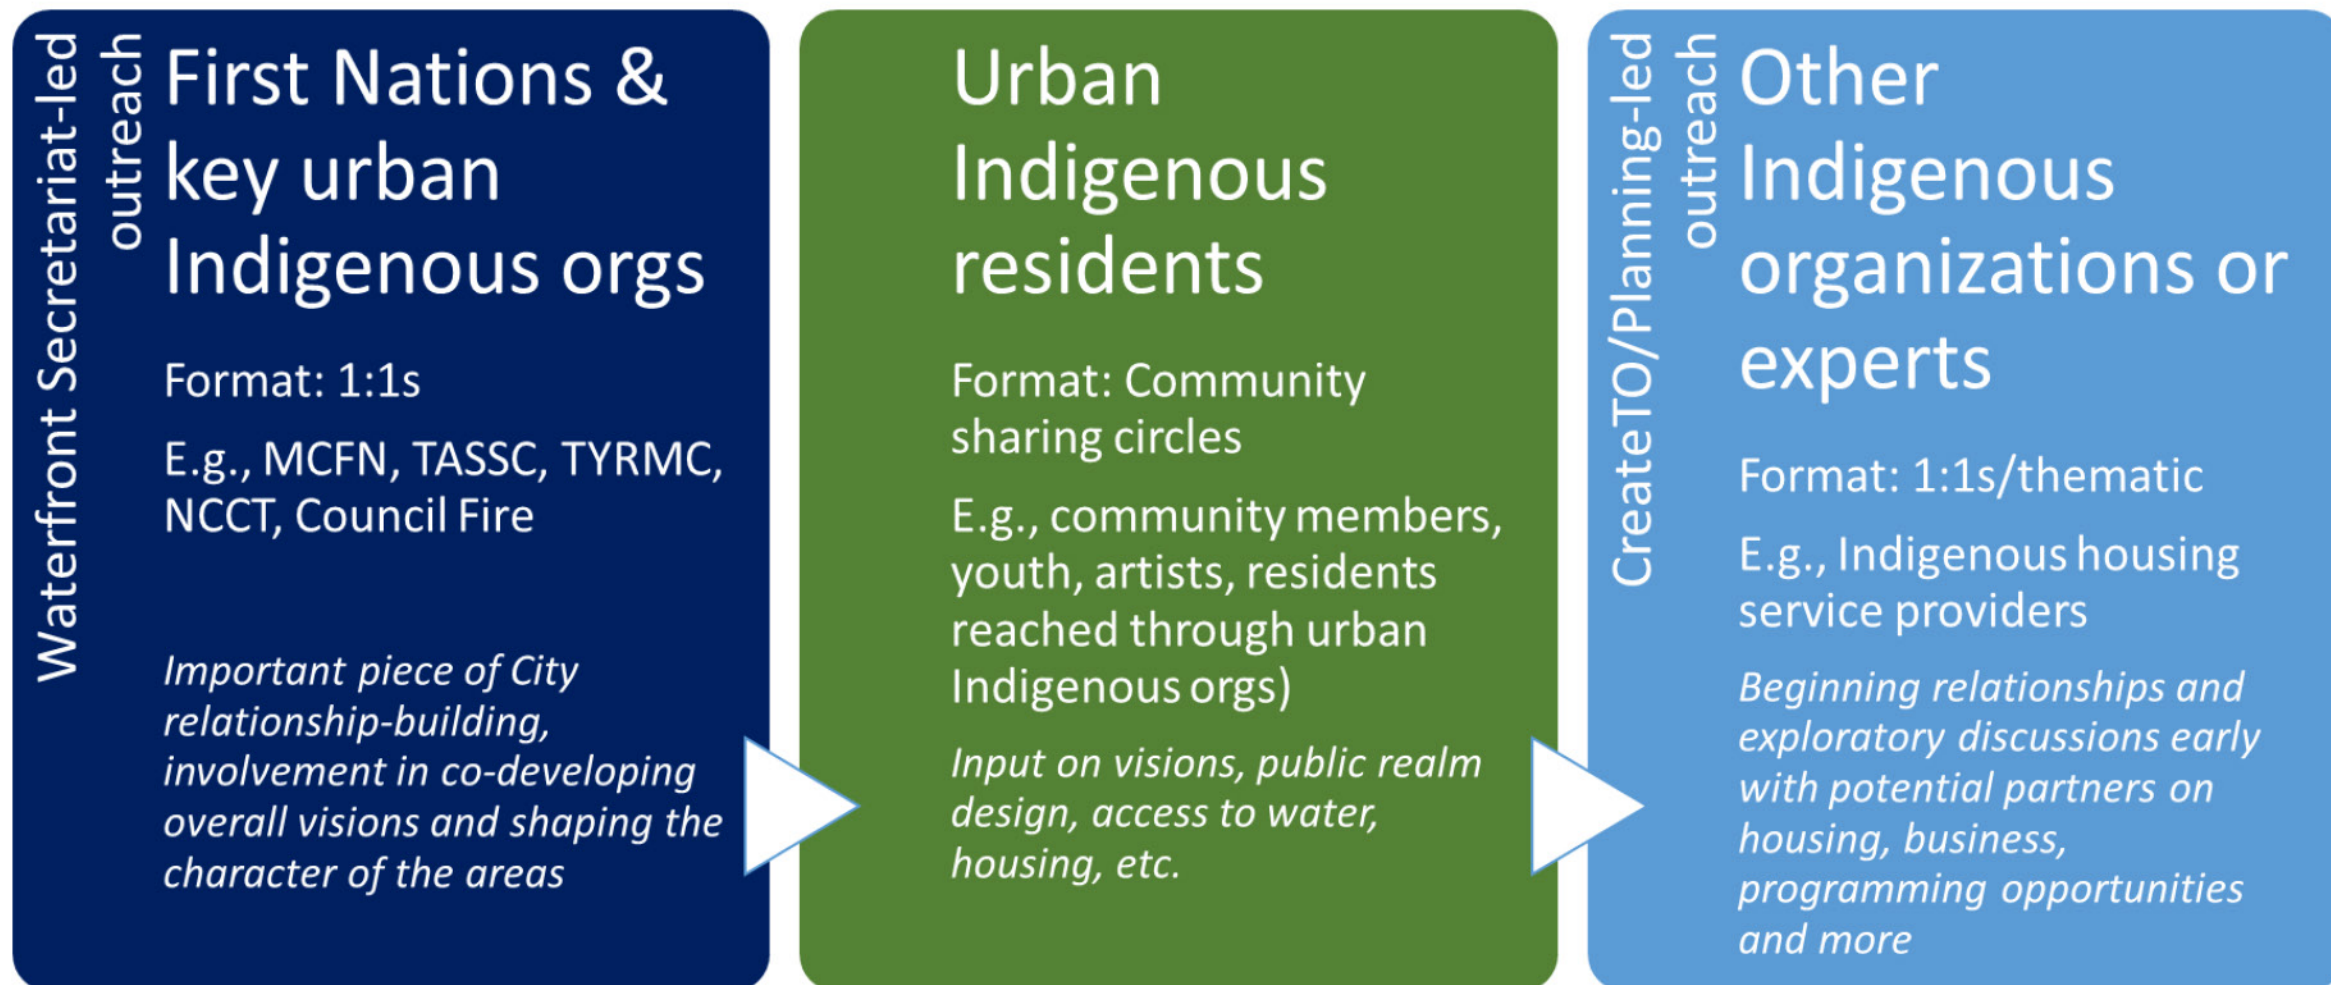 Waterfront Secretariat-led
outreach
First Nations &
key urban
Indigenous orgs
Format: 1:1s
E.g., MCFN, TASSC, TYRMC,
NCCT, Council Fire
Important piece of City
relationship-building,
involvement in co-developing
overall visions and shaping the
character of the areas
Urban
Indigenous
residents
Format: Community
sharing circles
E.g., community members,
youth, artists, residents
reached through urban
Indigenous orgs)
Input on visions, public realm
design, access to water,
housing, etc.
CreateTO/Planning-led
outreach
Other
Indigenous
organizations or
experts
Format: 1:1s/thematic
E.g., Indigenous housing
service providers
Beginning relationships and
exploratory discussions early
with potential partners on
housing, business,
programming opportunities
and more